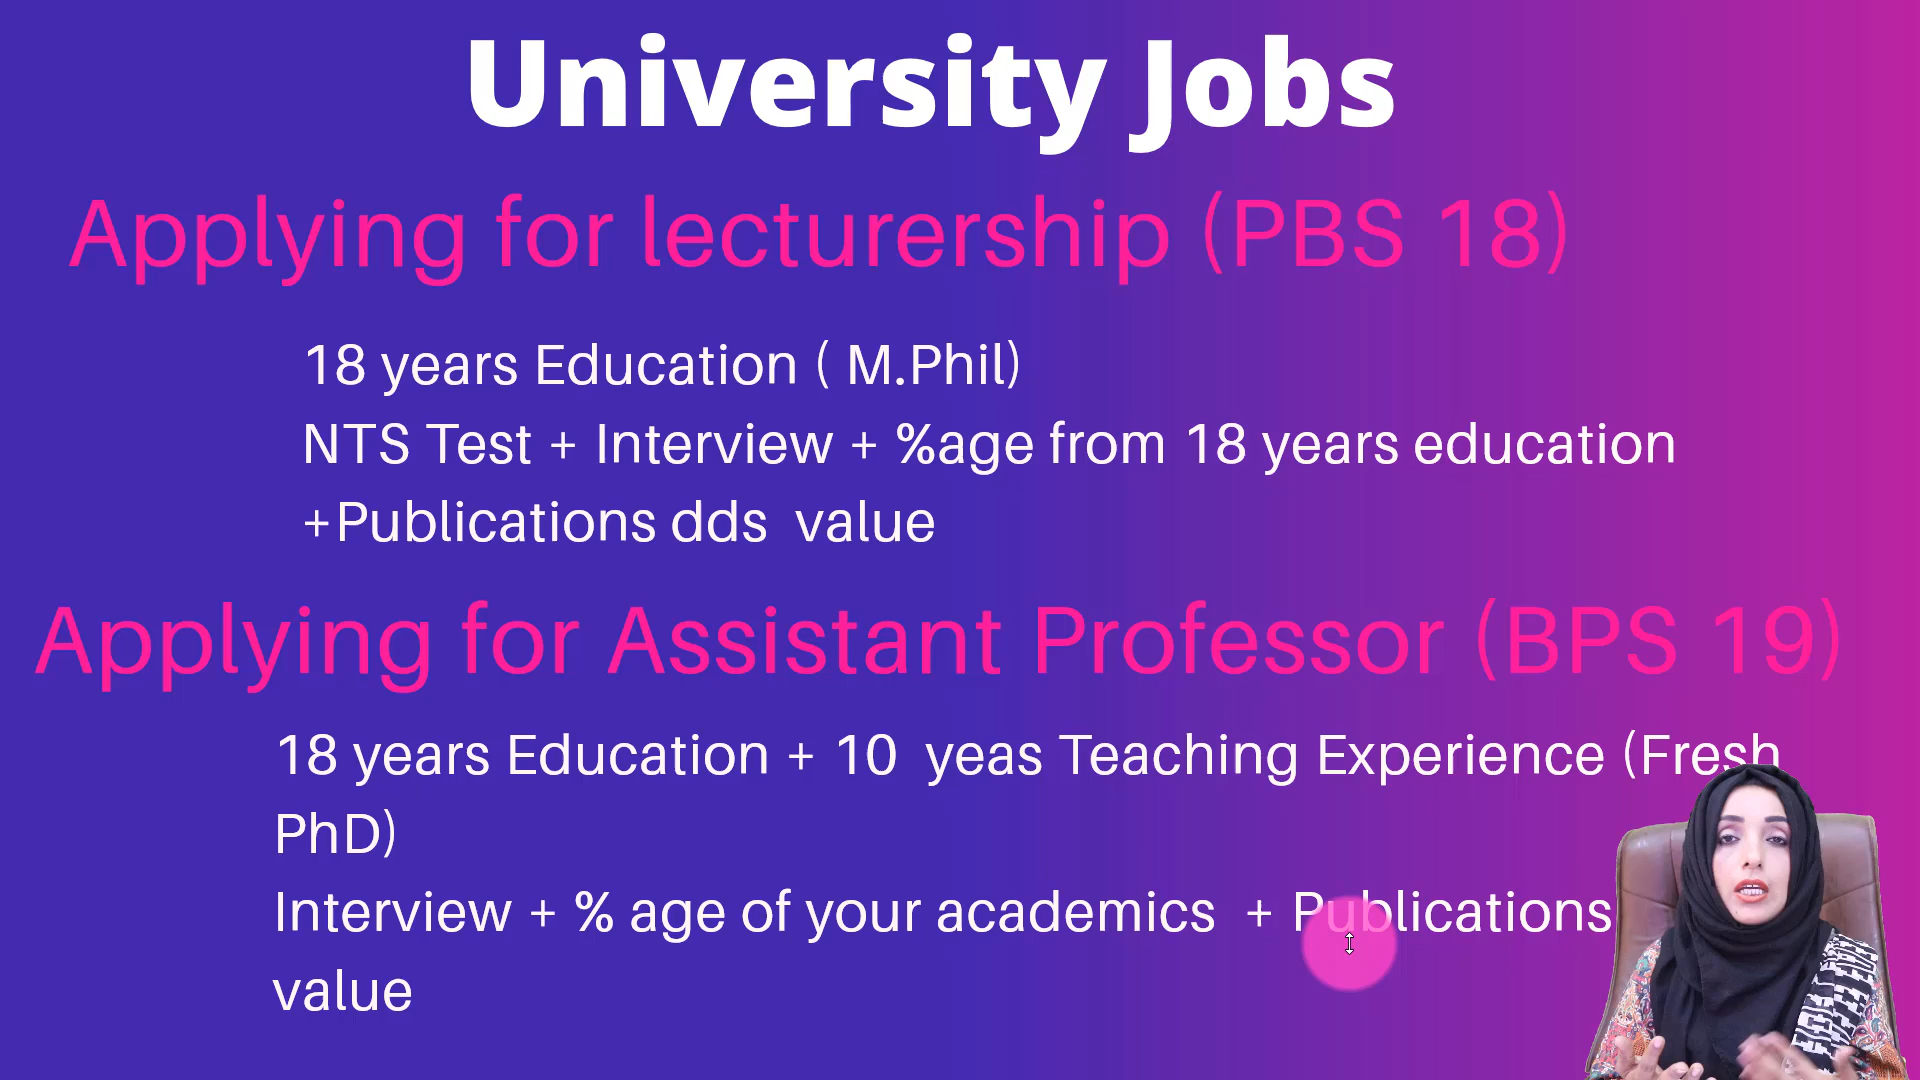 University Jobs
Applying for lecturership (PBS 18)
18 years Education ( M.Phil)
NTS Test + Interview + %age from 18 years education
+Publications dds value
Applying for Assistant Professor (BPS 19)
18 years Education + 10 yeas Teaching Experience (Fresh
PhD)
Interview + % age of your academics + Publications
value